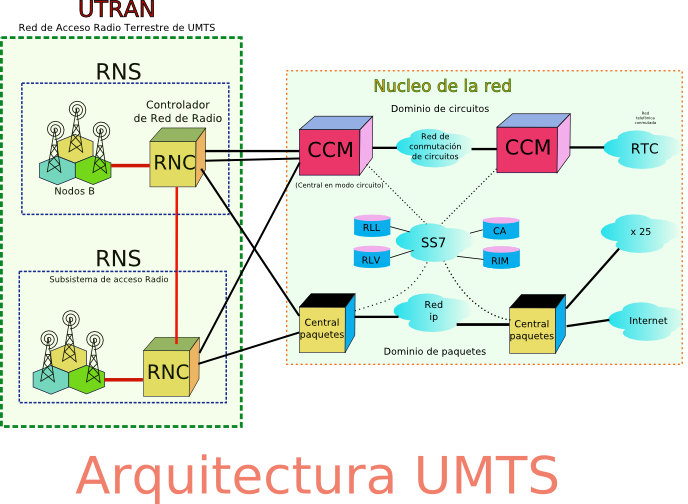 UTRAN
Red de Acceso Radio Terrestre de UMTS
RNS
Controlador
de Red de Radio
RNC
Nodos B
RNS
Subsistema de acceso Radio
RNC
Nucleo de la red
Dominio de circuitos
CCM
(Central en modo circuito)
Red de
conmutación
de circuitos
CCM
Red
telefónica
conmutada
RTC
RLL
RLV
SS7
CA
RIM
x 25
Central
paquetes
Red
ip
Central
paquetes
Internet
Dominio de paquetes
Arquitectura UMTS